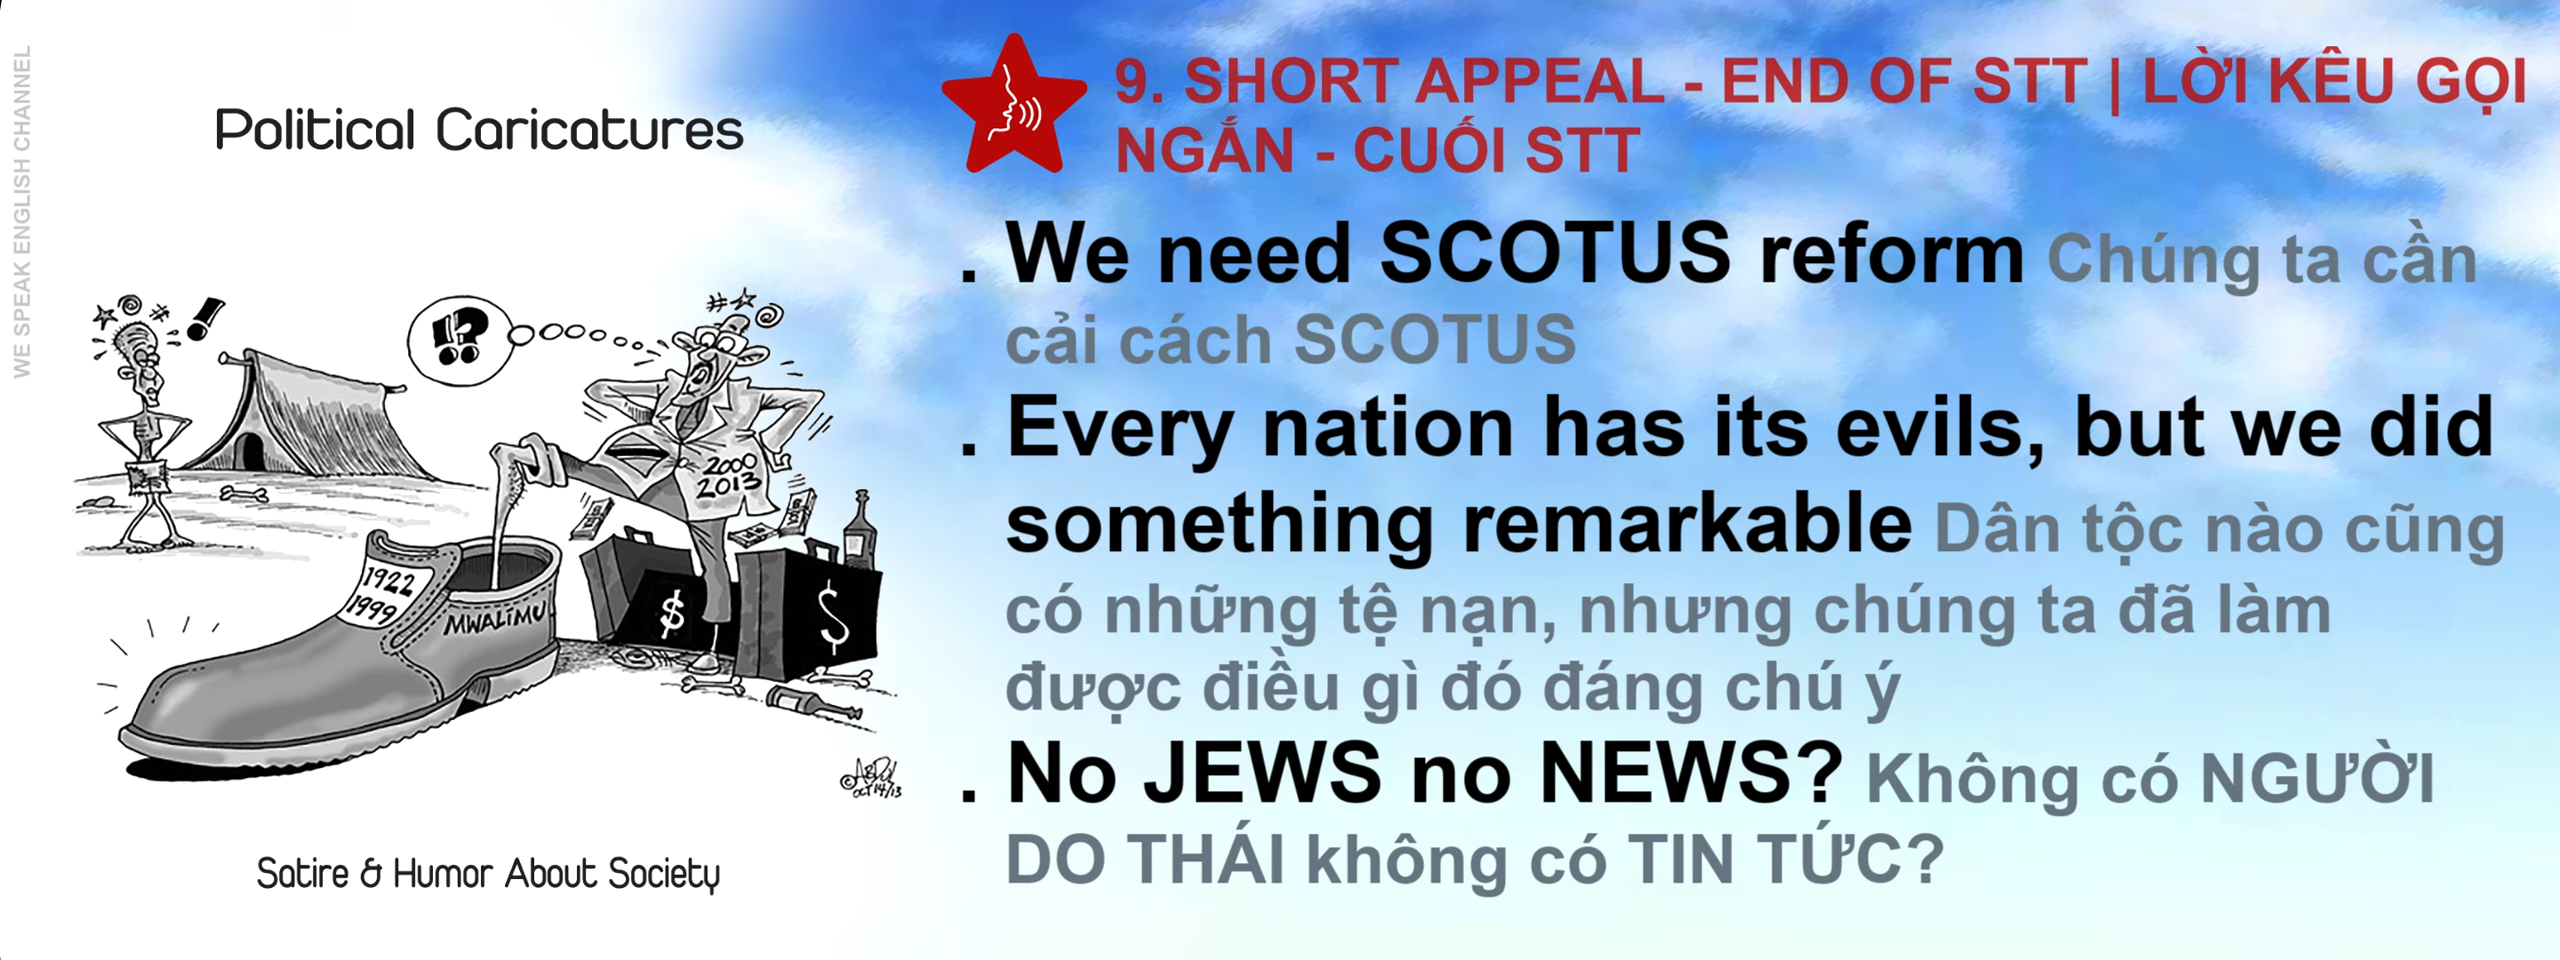 WE SPEAK ENGLISH CHANNEL
Political Caricatures
2000
2013
1922
1999
MWALIMU
$
$
© 
OCT 14/13
Satire & Humor About Society
9. SHORT APPEAL - END OF STT | LỜI KÊU GỌI
NGẮN - CUỐI STT
. We need SCOTUS reform Chúng ta cần
cải cách SCOTUS
. Every nation has its evils, but we did
something remarkable Dân tộc nào cũng
có những tệ nạn, nhưng chúng ta đã làm
được điều gì đó đáng chú ý
. No JEWS no NEWS? Không có NGƯỜI
DO THÁI không có TIN TỨC?